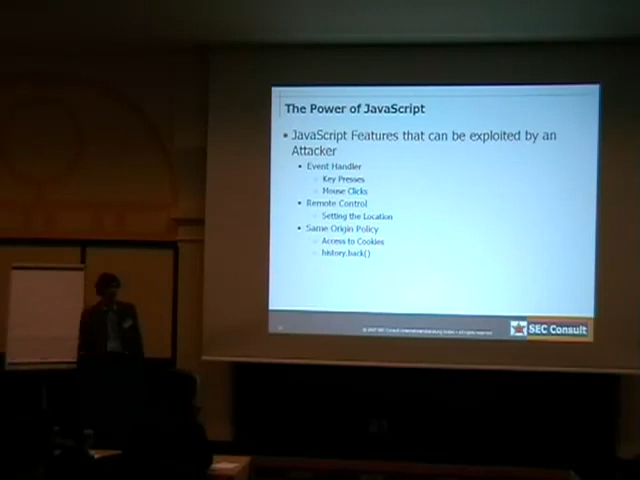 The Power of JavaScript
• JavaScript Features that can be exploited by an
Attacker
• Event Handler
Key Presses
Mouse Clicks
• Remote Control
Setting the Location
• Same Origin Policy
Access to Cookies
history.back()
SEC Consult